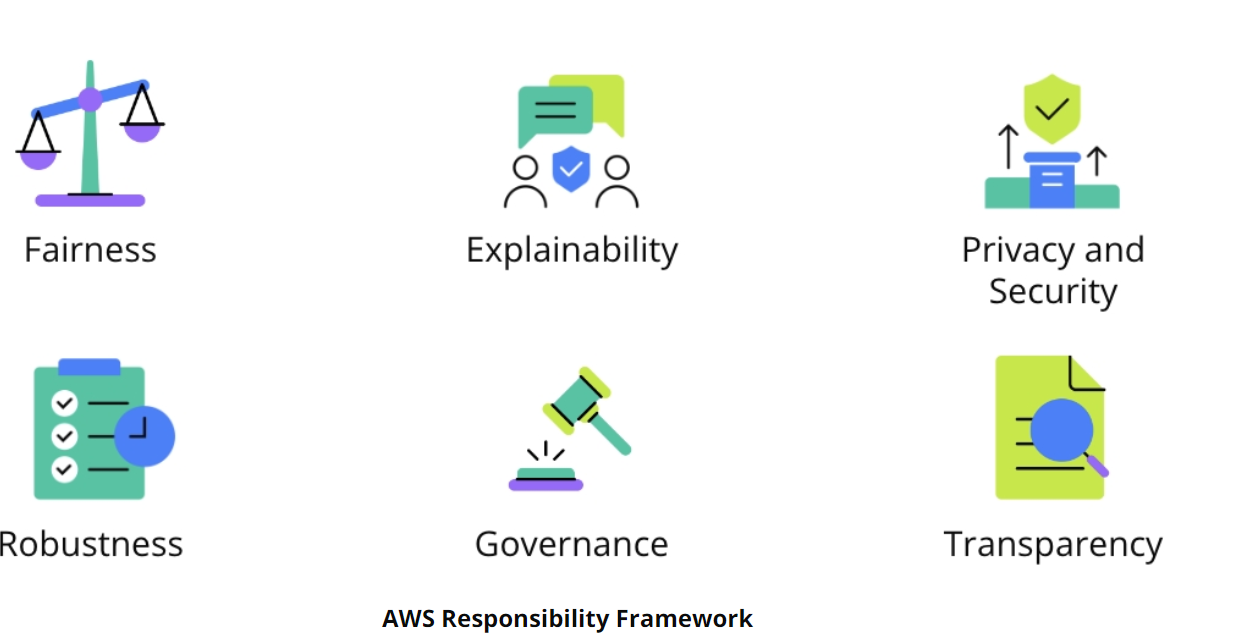 Fairness
Explainability
Privacy and
Security
Robustness
Governance
Transparency
AWS Responsibility Framework